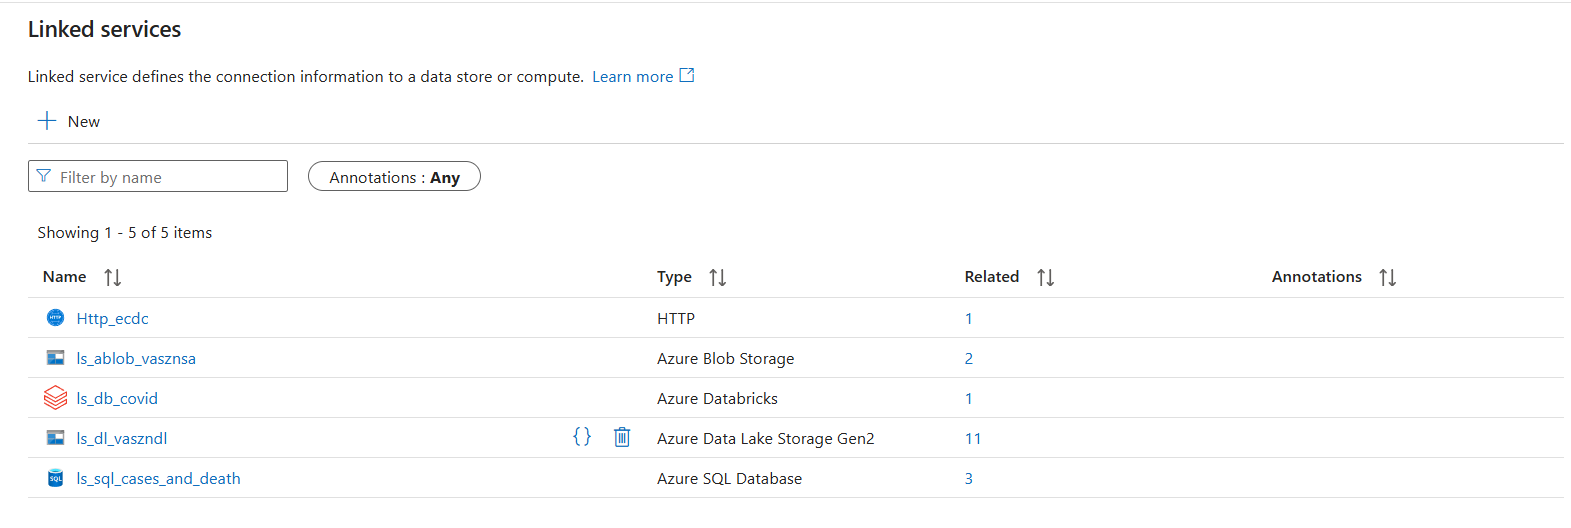 Linked services
Linked service defines the connection information to a data store or compute. Learn more
New
Filter by name
Annotations : Any
Showing 1 - 5 of 5 items
Name Type Related Annotations
HTTP Http_ecdc HTTP 1
ls_ablob_vasznsa Azure Blob Storage 2
ls_db_covid Azure Databricks 1
ls_dl_vaszndl {} Azure Data Lake Storage Gen2 11
SQL ls_sql_cases_and_death Azure SQL Database 3